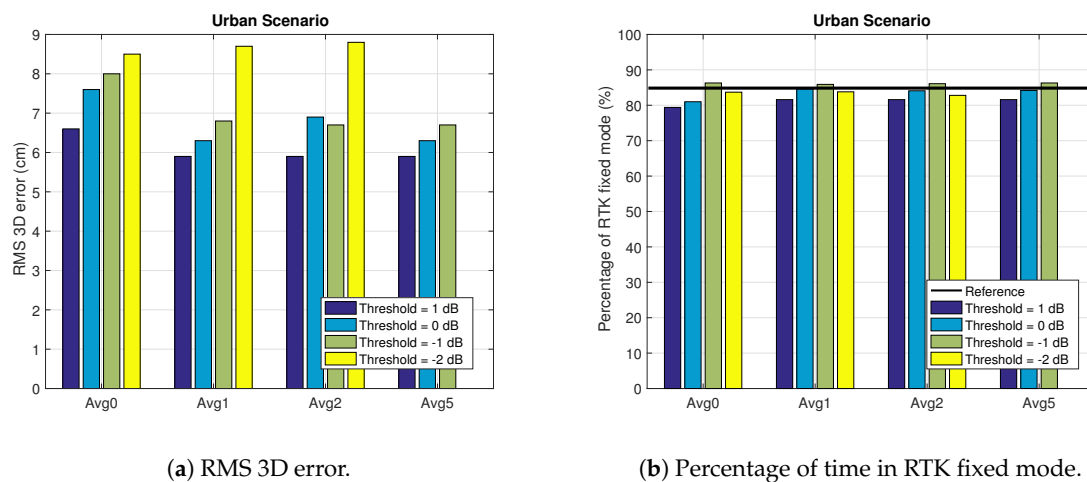 Urban Scenario
9
8
7
6
5
4
3
2
1
0
RMS 3D error (cm)
Avg0 Avg1 Avg2 Avg5
Threshold = 1 dB
Threshold = 0 dB
Threshold = -1 dB
Threshold = -2 dB
(a) RMS 3D error.
Urban Scenario
100
90
80
70
60
50
40
30
20
10
0
Percentage of RTK fixed mode (%)
Avg0 Avg1 Avg2 Avg5
Reference
Threshold = 1 dB
Threshold = 0 dB
Threshold = -1 dB
Threshold = -2 dB
(b) Percentage of time in RTK fixed mode.